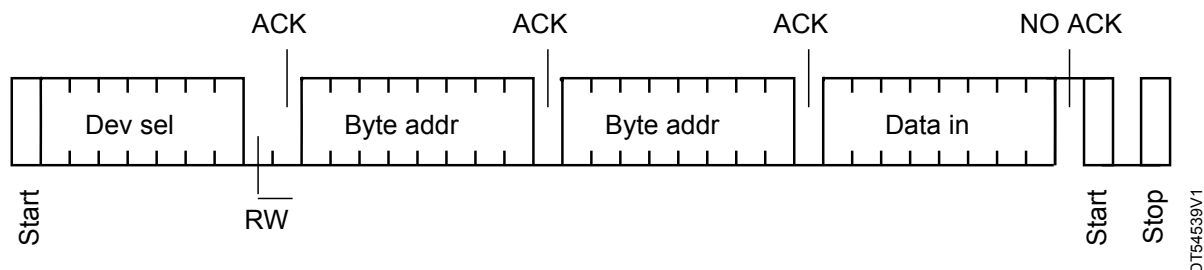 ACK ACK ACK NO ACK
Dev sel Byte addr Byte addr Data in
RW
Start Start Stop
DT54539V1